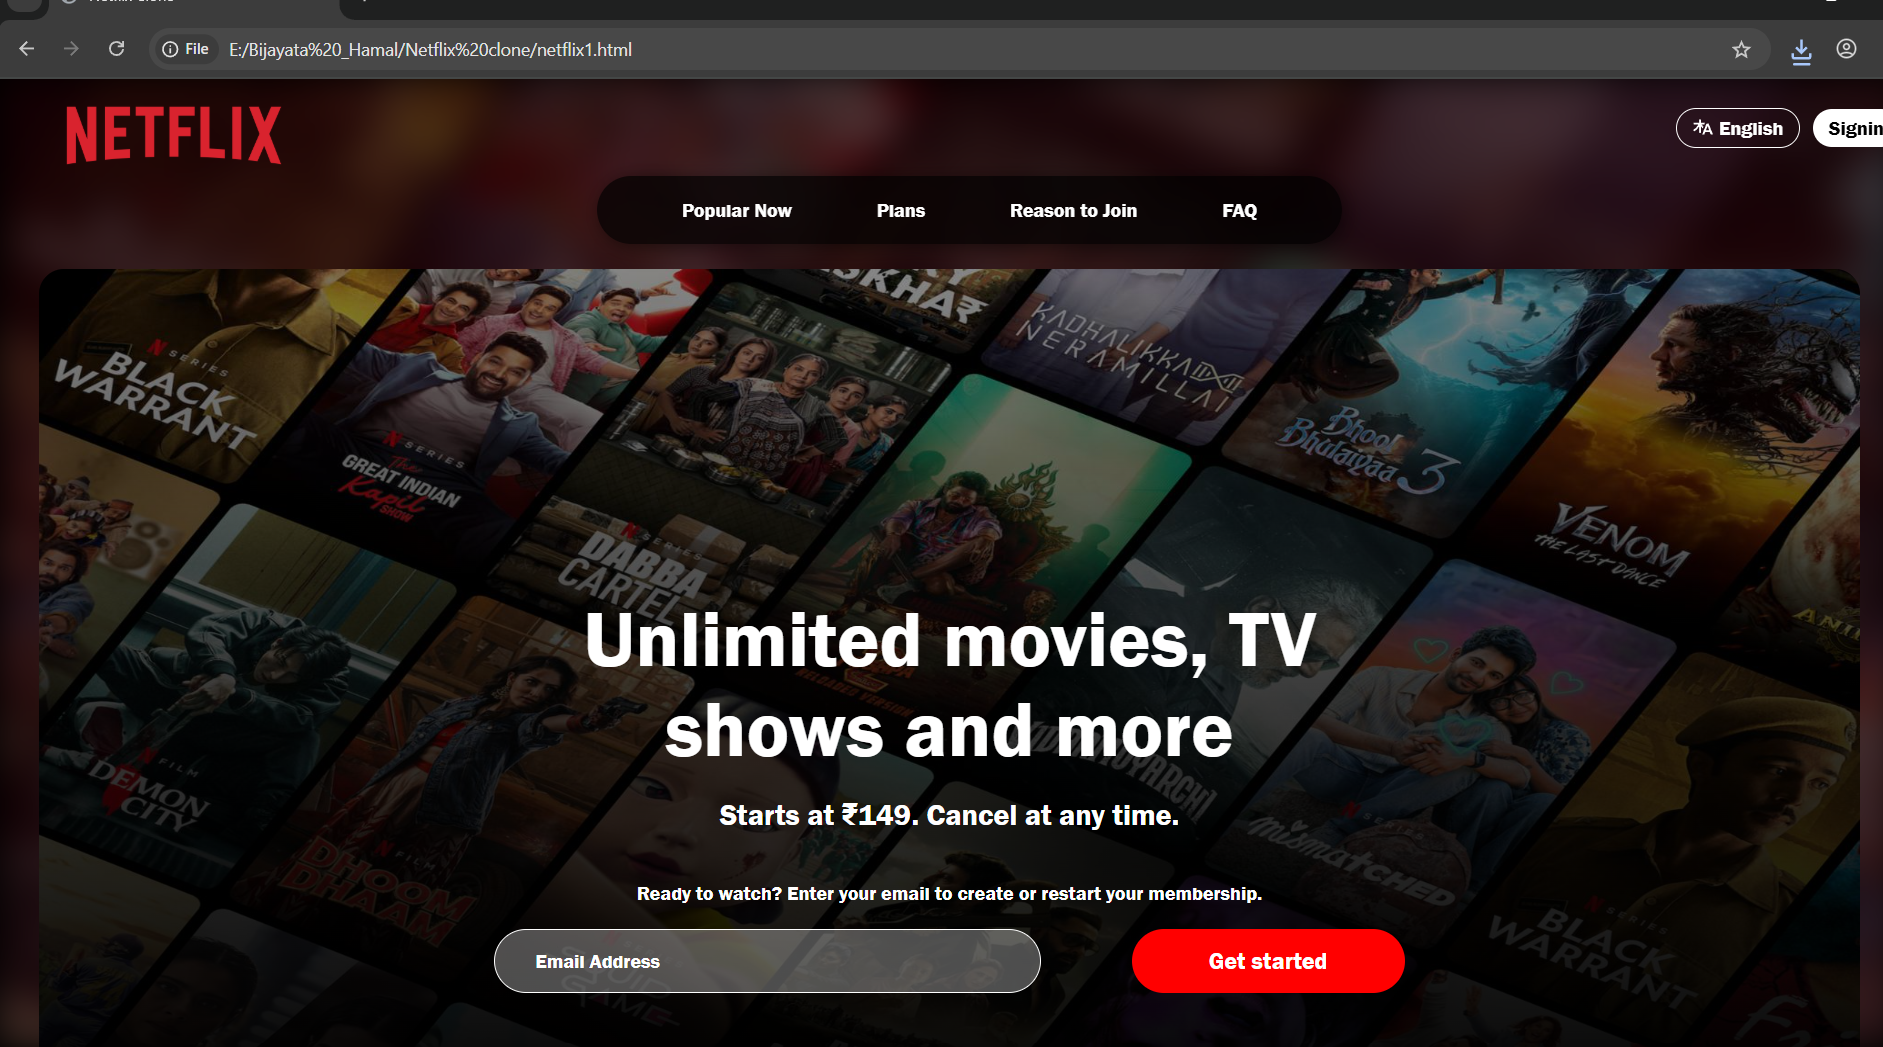 File E:/Bijayata%20_Hamal/Netflix%20clone/netflix1.html
NETFLIX
English
Signin
Popular Now Plans Reason to Join FAQ
N SERIES
BLACK
WARRANT
N SERIES
The
GREAT INDIAN
Kapil
SHOW
N SERIES
DABBA
CARTEL
KADHALIKKA
NERAMILLAI
Bhool
Bhulaiyaa 3
VENOM
THE LAST DANCE
RELOADED VERSION
Unlimited movies, TV
shows and more
Starts at ₹149. Cancel at any time.
Ready to watch? Enter your email to create or restart your membership.
Email Address
Get started
N FILM
DEMON
CITY
N FILM
DHOOM
DHAAM
N SERIES
mismatched
N SERIES
BLACK
WARRANT
GAME